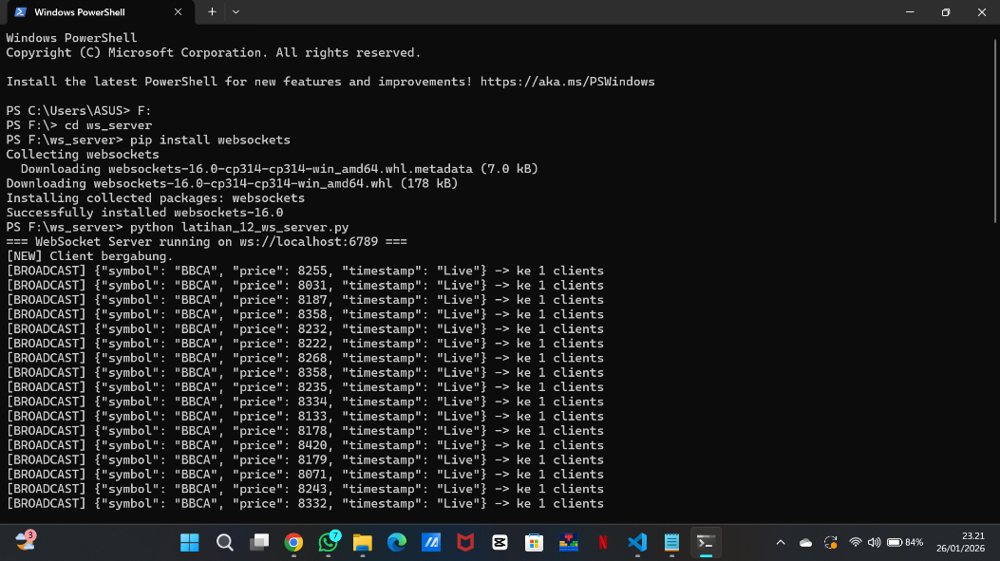 Windows PowerShell
Windows PowerShell
Copyright (C) Microsoft Corporation. All rights reserved.
Install the latest PowerShell for new features and improvements! https://aka.ms/PSWindows
PS C:\Users\ASUS> F:
PS F:\> cd ws_server
PS F:\ws_server> pip install websockets
Collecting websockets
  Downloading websockets-16.0-cp314-cp314-win_amd64.whl.metadata (7.0 kB)
Downloading websockets-16.0-cp314-cp314-win_amd64.whl (178 kB)
Installing collected packages: websockets
Successfully installed websockets-16.0
PS F:\ws_server> python latihan_12_ws_server.py
=== WebSocket Server running on ws://localhost:6789 ===
[NEW] Client bergabung.
[BROADCAST] {"symbol": "BBCA", "price": 8255, "timestamp": "Live"} -> ke 1 clients
[BROADCAST] {"symbol": "BBCA", "price": 8031, "timestamp": "Live"} -> ke 1 clients
[BROADCAST] {"symbol": "BBCA", "price": 8187, "timestamp": "Live"} -> ke 1 clients
[BROADCAST] {"symbol": "BBCA", "price": 8358, "timestamp": "Live"} -> ke 1 clients
[BROADCAST] {"symbol": "BBCA", "price": 8232, "timestamp": "Live"} -> ke 1 clients
[BROADCAST] {"symbol": "BBCA", "price": 8222, "timestamp": "Live"} -> ke 1 clients
[BROADCAST] {"symbol": "BBCA", "price": 8268, "timestamp": "Live"} -> ke 1 clients
[BROADCAST] {"symbol": "BBCA", "price": 8358, "timestamp": "Live"} -> ke 1 clients
[BROADCAST] {"symbol": "BBCA", "price": 8235, "timestamp": "Live"} -> ke 1 clients
[BROADCAST] {"symbol": "BBCA", "price": 8334, "timestamp": "Live"} -> ke 1 clients
[BROADCAST] {"symbol": "BBCA", "price": 8133, "timestamp": "Live"} -> ke 1 clients
[BROADCAST] {"symbol": "BBCA", "price": 8178, "timestamp": "Live"} -> ke 1 clients
[BROADCAST] {"symbol": "BBCA", "price": 8420, "timestamp": "Live"} -> ke 1 clients
[BROADCAST] {"symbol": "BBCA", "price": 8179, "timestamp": "Live"} -> ke 1 clients
[BROADCAST] {"symbol": "BBCA", "price": 8071, "timestamp": "Live"} -> ke 1 clients
[BROADCAST] {"symbol": "BBCA", "price": 8243, "timestamp": "Live"} -> ke 1 clients
[BROADCAST] {"symbol": "BBCA", "price": 8332, "timestamp": "Live"} -> ke 1 clients
3
7
N
84%
23.21
26/01/2026